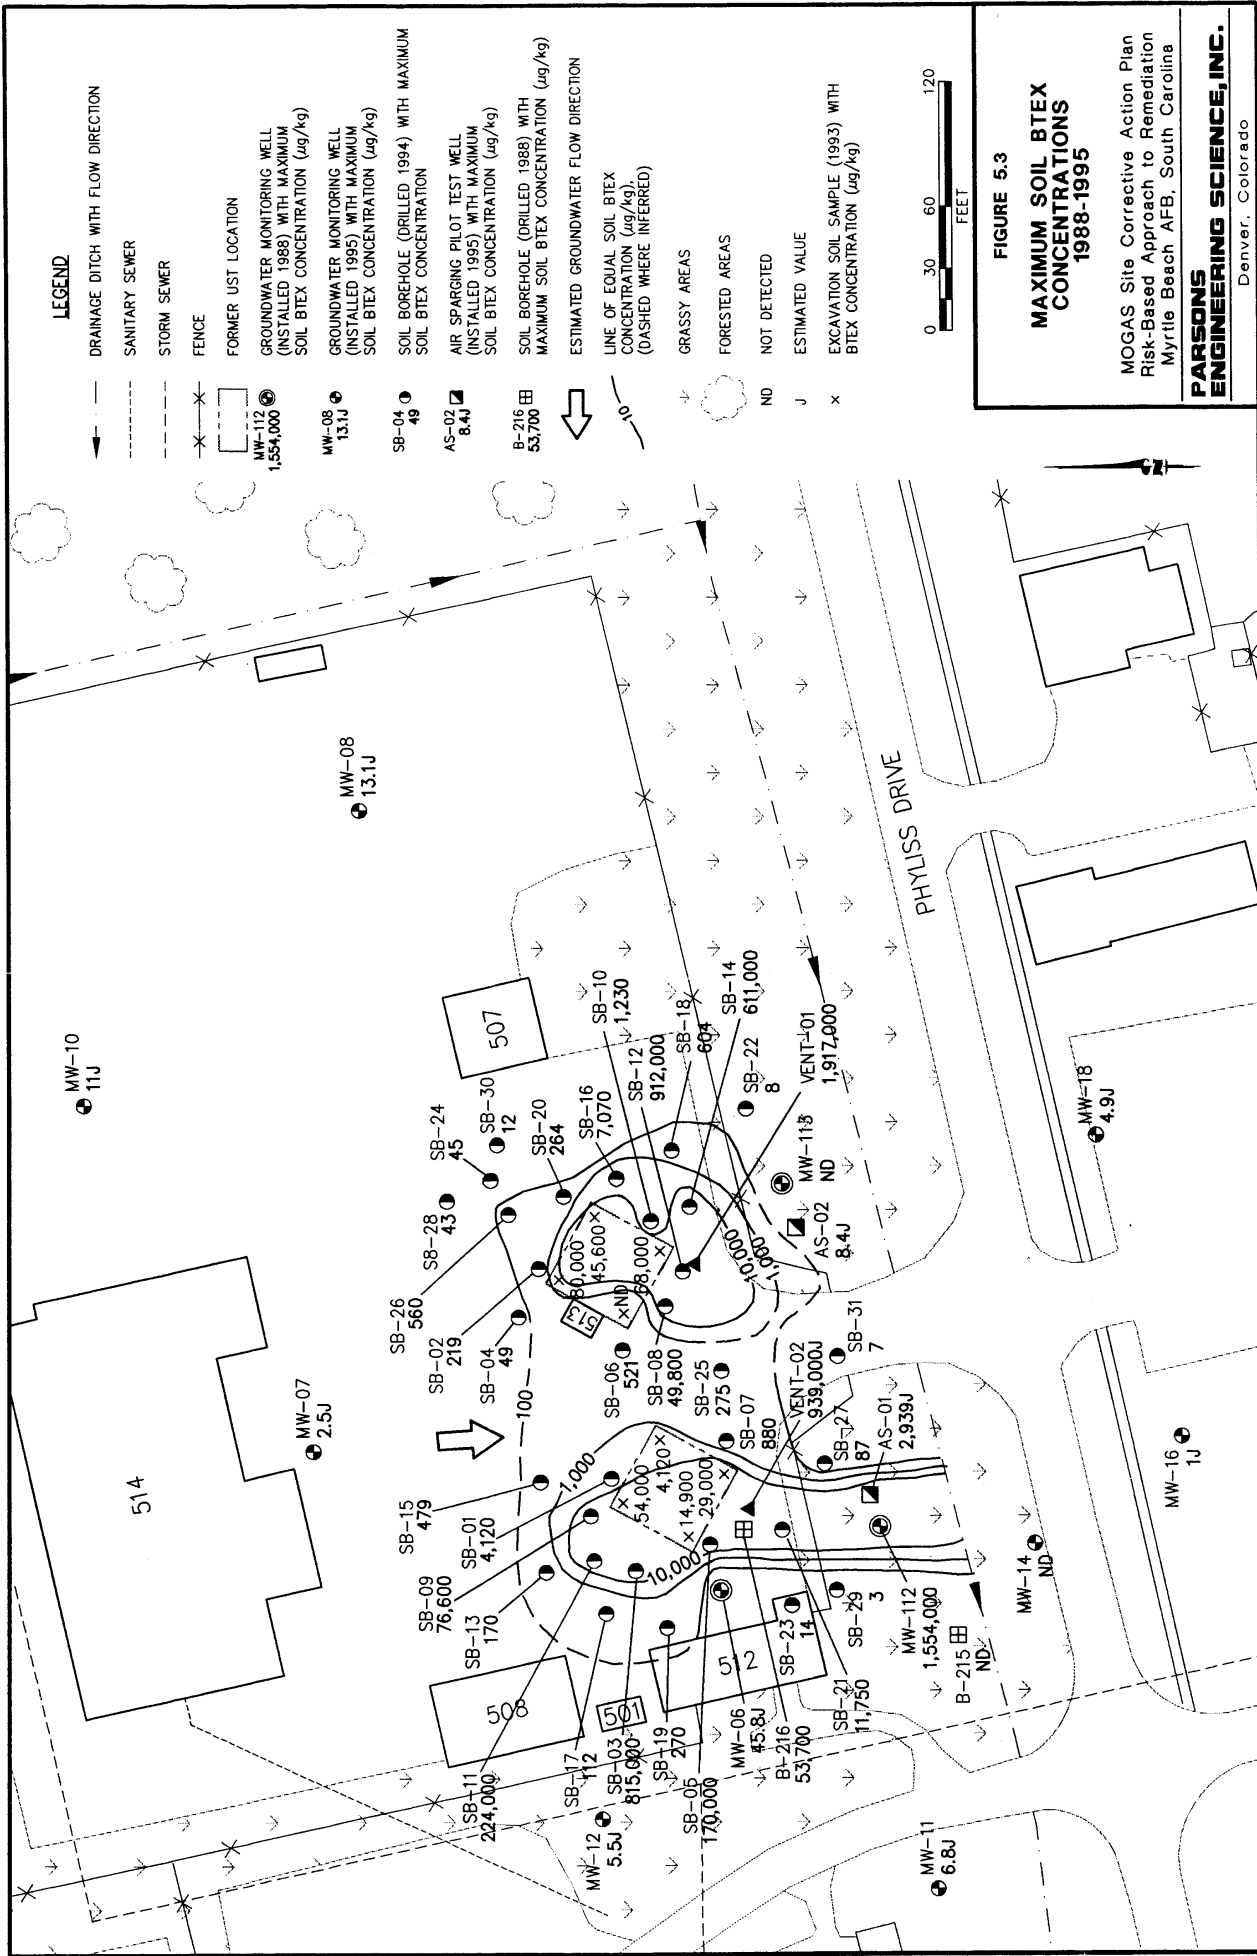 LEGEND
DRAINAGE DITCH WITH FLOW DIRECTION
SANITARY SEWER
STORM SEWER
FENCE
FORMER UST LOCATION
MW-112
1,554,000
GROUNDWATER MONITORING WELL
(INSTALLED 1988) WITH MAXIMUM
SOIL BTEX CONCENTRATION (ug/kg)
MW-08
13.1J
GROUNDWATER MONITORING WELL
(INSTALLED 1995) WITH MAXIMUM
SOIL BTEX CONCENTRATION (ug/kg)
SB-04
49
SOIL BOREHOLE (DRILLED 1994) WITH MAXIMUM
SOIL BTEX CONCENTRATION
AS-02
8.4J
AIR SPARGING PILOT TEST WELL
(INSTALLED 1995) WITH MAXIMUM
SOIL BTEX CONCENTRATION (ug/kg)
B-216
53,700
SOIL BOREHOLE (DRILLED 1988) WITH
MAXIMUM SOIL BTEX CONCENTRATION (ug/kg)
ESTIMATED GROUNDWATER FLOW DIRECTION
10
LINE OF EQUAL SOIL BTEX
CONCENTRATION (ug/kg),
(DASHED WHERE INFERRED)
GRASSY AREAS
FORESTED AREAS
ND
NOT DETECTED
J
ESTIMATED VALUE
x
EXCAVATION SOIL SAMPLE (1993) WITH
BTEX CONCENTRATION (ug/kg)
0 30 60 120
FEET
FIGURE 5.3
MAXIMUM SOIL BTEX
CONCENTRATIONS
1988-1995
MOGAS Site Corrective Action Plan
Risk-Based Approach to Remediation
Myrtle Beach AFB, South Carolina
PARSONS
ENGINEERING SCIENCE, INC.
Denver, Colorado
N
MW-10
11J
MW-08
13.1J
514
MW-07
2.5J
507
SB-24
45
SB-30
12
SB-28
43
SB-20
264
SB-16
7,070
SB-10
1,230
SB-12
912,000
SB-18
604
SB-14
611,000
SB-22
8
VENT-01
1,917,000
MW-113
ND
AS-02
8.4J
SB-26
560
SB-02
219
SB-04
49
513
80,000
45,600
ND
68,000
10,000
1,000
100
SB-06
521
SB-08
49,800
SB-25
275
SB-07
880
VENT-02
939,000J
SB-31
7
SB-27
87
AS-01
2,939J
SB-15
479
SB-01
4,120
SB-09
76,600
SB-13
170
1,000
54,000
4,120
14,900
29,000
10,000
508
501
512
SB-11
224,000
SB-17
112
SB-03
815,000
SB-19
270
SB-05
170,000
MW-06
45.8J
B-216
53,700
SB-23
14
SB-21
11,750
SB-29
3
MW-112
1,554,000
B-215
ND
MW-14
ND
MW-16
1J
MW-18
4.9J
MW-12
5.5J
MW-11
6.8J
PHYLISS DRIVE